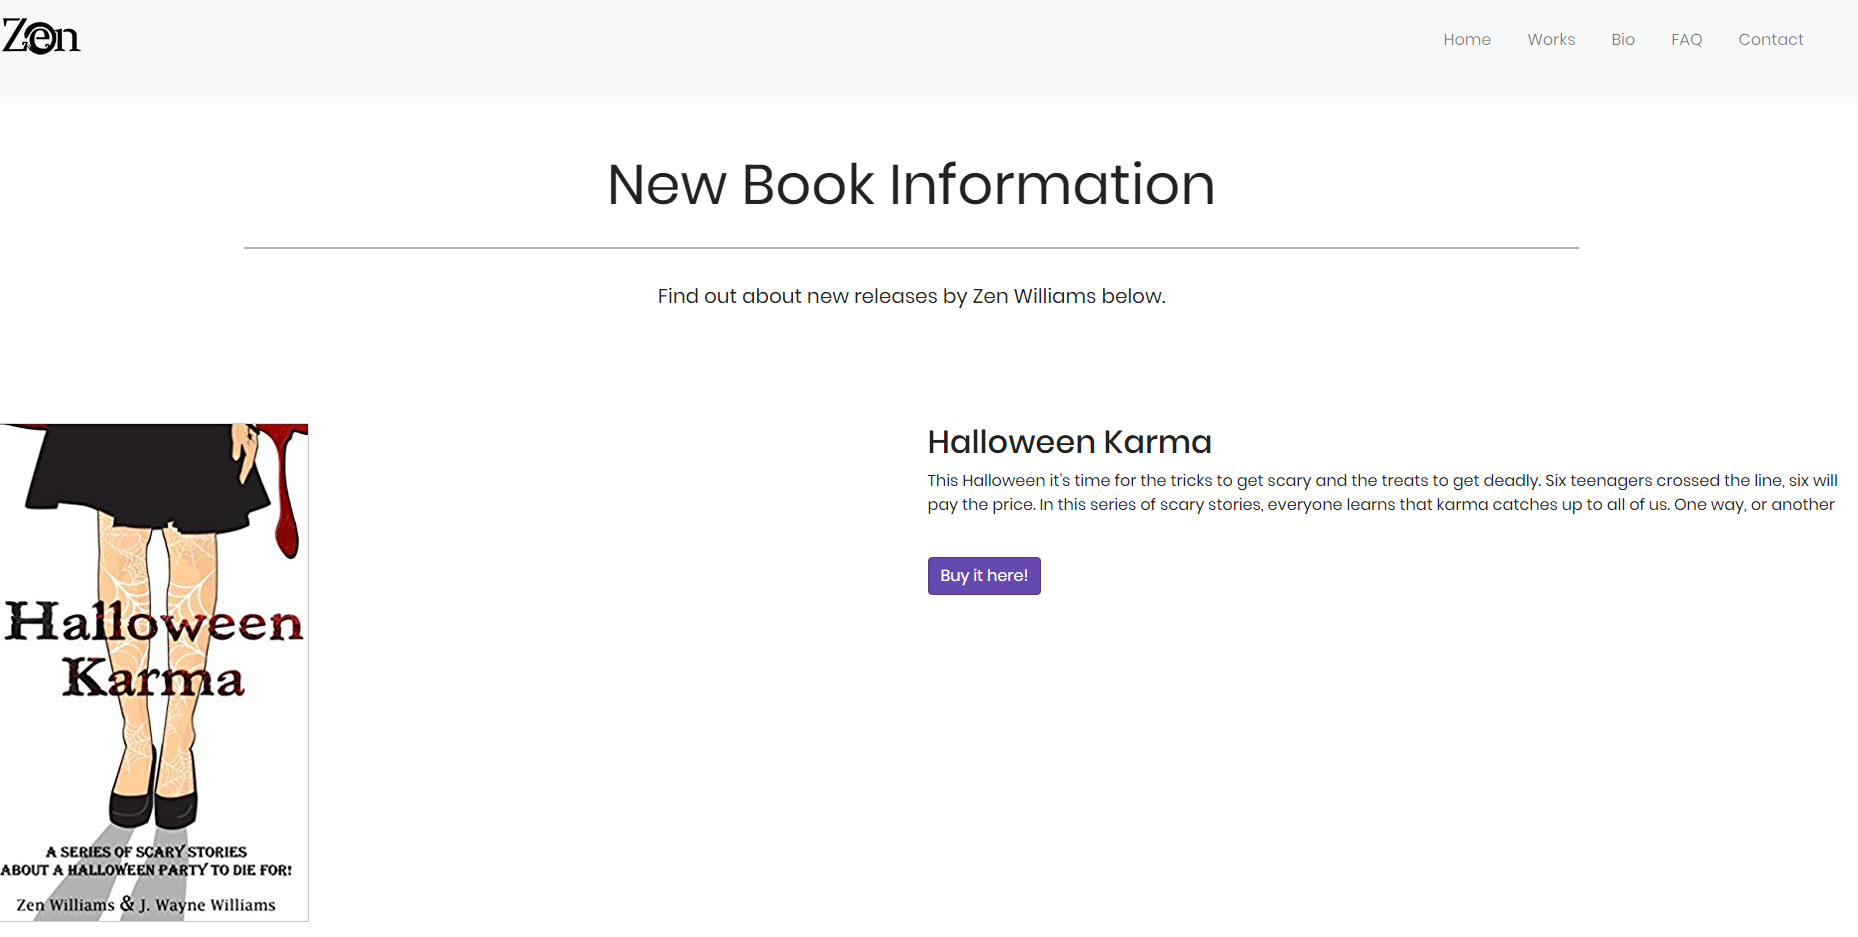 Zen
Home Works Bio FAQ Contact
New Book Information
Find out about new releases by Zen Williams below.
Halloween Karma
This Halloween it's time for the tricks to get scary and the treats to get deadly. Six teenagers crossed the line, six will
pay the price. In this series of scary stories, everyone learns that karma catches up to all of us. One way, or another
Buy it here!
Halloween
Karma
A SERIES OF SCARY STORIES
ABOUT A HALLOWEEN PARTY TO DIE FOR!
Zen Williams & J. Wayne Williams